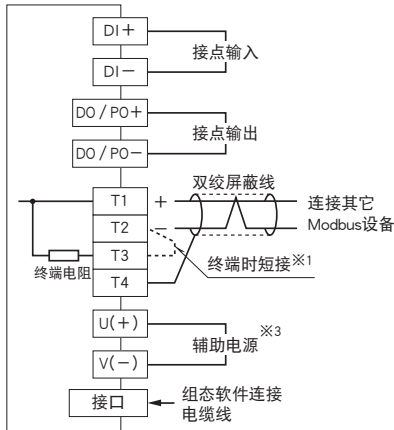 DI＋
接点输入
DI－
DO / PO＋
接点输出
DO / PO－
双绞屏蔽线
T1
＋
连接其它
T2
－
Modbus设备
T3
终端时短接※1
终端电阻
T4
U(＋)
辅助电源※3
V(－)
接口
组态软件连接
电缆线